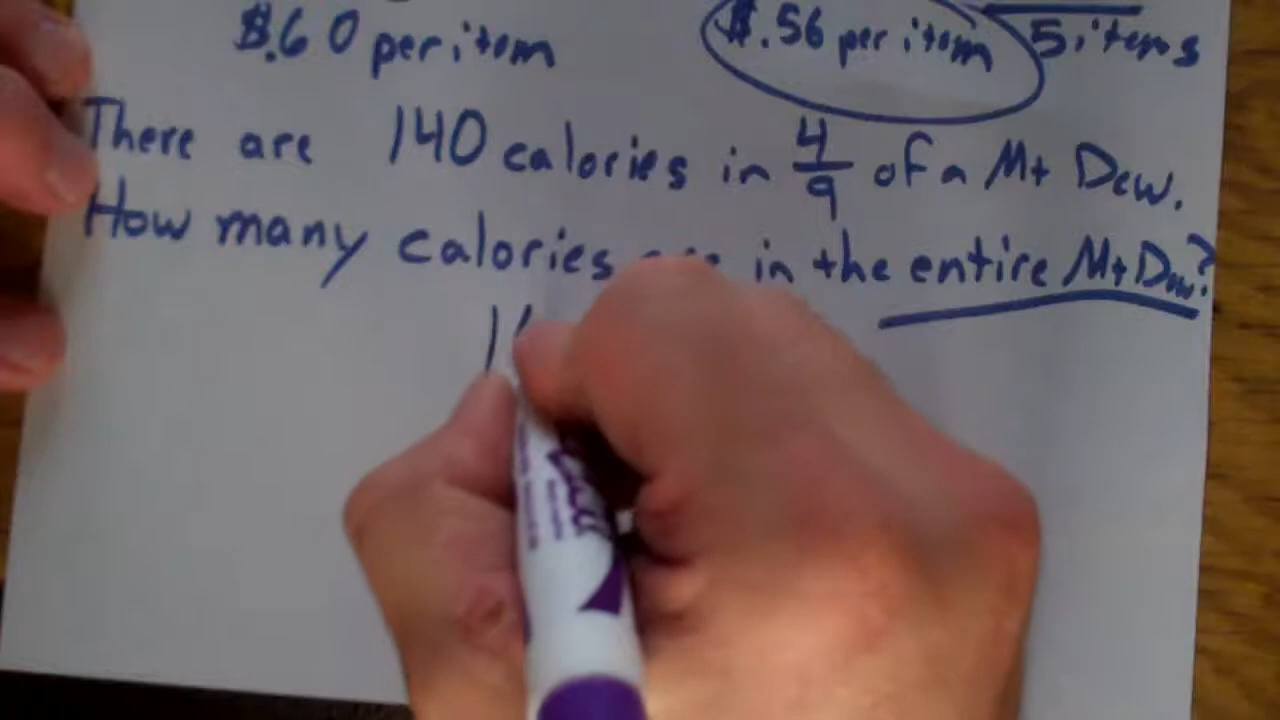 $.60 per item $.56 per item 5 items
There are 140 calories in 4/9 of a Mt Dew.
How many calories in the entire Mt Dew?